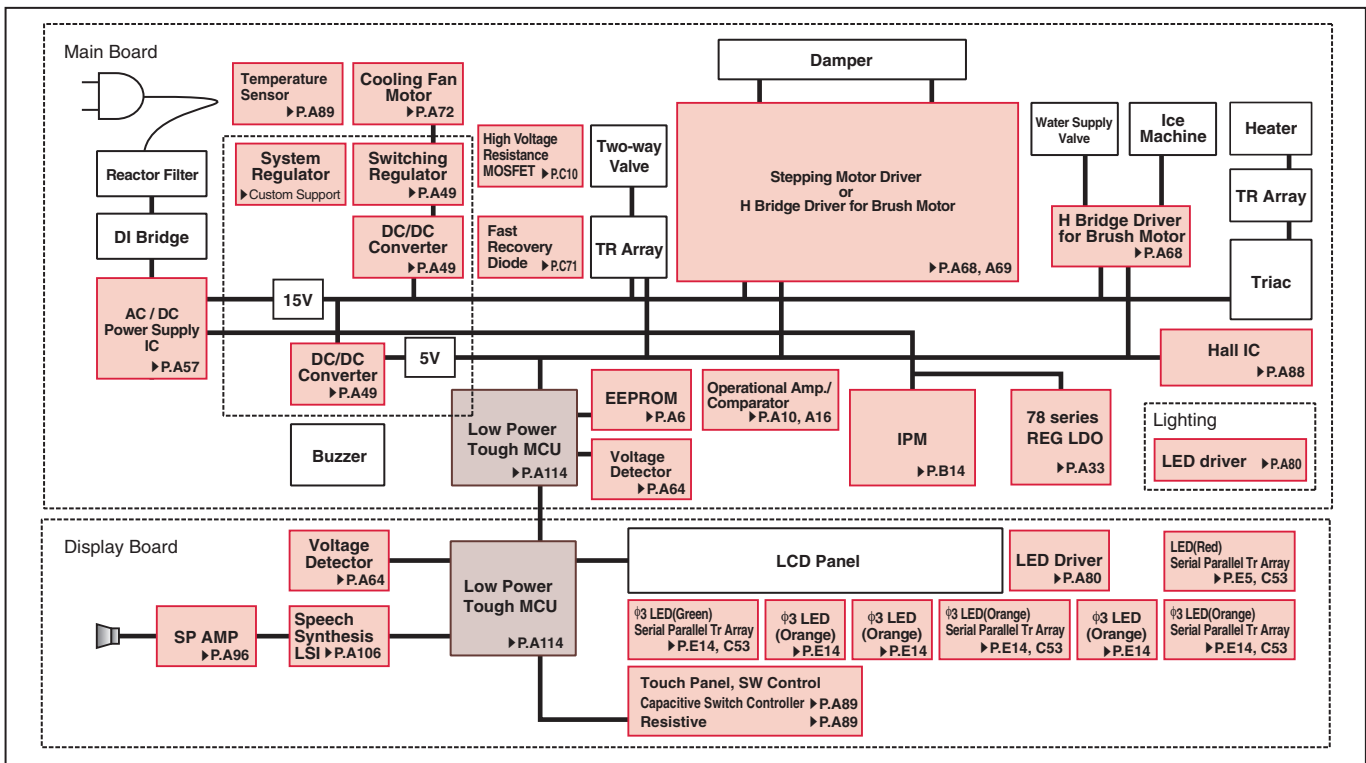 Main Board
Temperature
Sensor
▶P.A89
Cooling Fan
Motor
▶P.A72
Damper
Reactor Filter
System
Regulator
▶Custom Support
Switching
Regulator
▶P.A49
High Voltage
Resistance
MOSFET ▶P.C10
Two-way
Valve
Stepping Motor Driver
or
H Bridge Driver for Brush Motor
▶P.A68, A69
Water Supply
Valve
Ice
Machine
Heater
DI Bridge
DC/DC
Converter
▶P.A49
Fast
Recovery
Diode ▶P.C71
TR Array
H Bridge Driver
for Brush Motor
▶P.A68
TR Array
Triac
AC / DC
Power Supply
IC
▶P.A57
15V
DC/DC
Converter
▶P.A49
5V
Hall IC
▶P.A88
Buzzer
Low Power
Tough MCU
▶P.A114
EEPROM
▶P.A6
Voltage
Detector
▶P.A64
Operational Amp./
Comparator
▶P.A10, A16
IPM
▶P.B14
78 series
REG LDO
▶P.A33
Lighting
LED driver ▶P.A80
Display Board
Voltage
Detector
▶P.A64
Low Power
Tough MCU
▶P.A114
LCD Panel
LED Driver
▶P.A80
LED(Red)
Serial Parallel Tr Array
▶P.E5, C53
SP AMP
▶P.A96
Speech
Synthesis
LSI ▶P.A106
φ3 LED(Green)
Serial Parallel Tr Array
▶P.E14, C53
φ3 LED
(Orange)
▶P.E14
φ3 LED
(Orange)
▶P.E14
φ3 LED(Orange)
Serial Parallel Tr Array
▶P.E14, C53
φ3 LED
(Orange)
▶P.E14
φ3 LED(Orange)
Serial Parallel Tr Array
▶P.E14, C53
Touch Panel, SW Control
Capacitive Switch Controller ▶P.A89
Resistive ▶P.A89